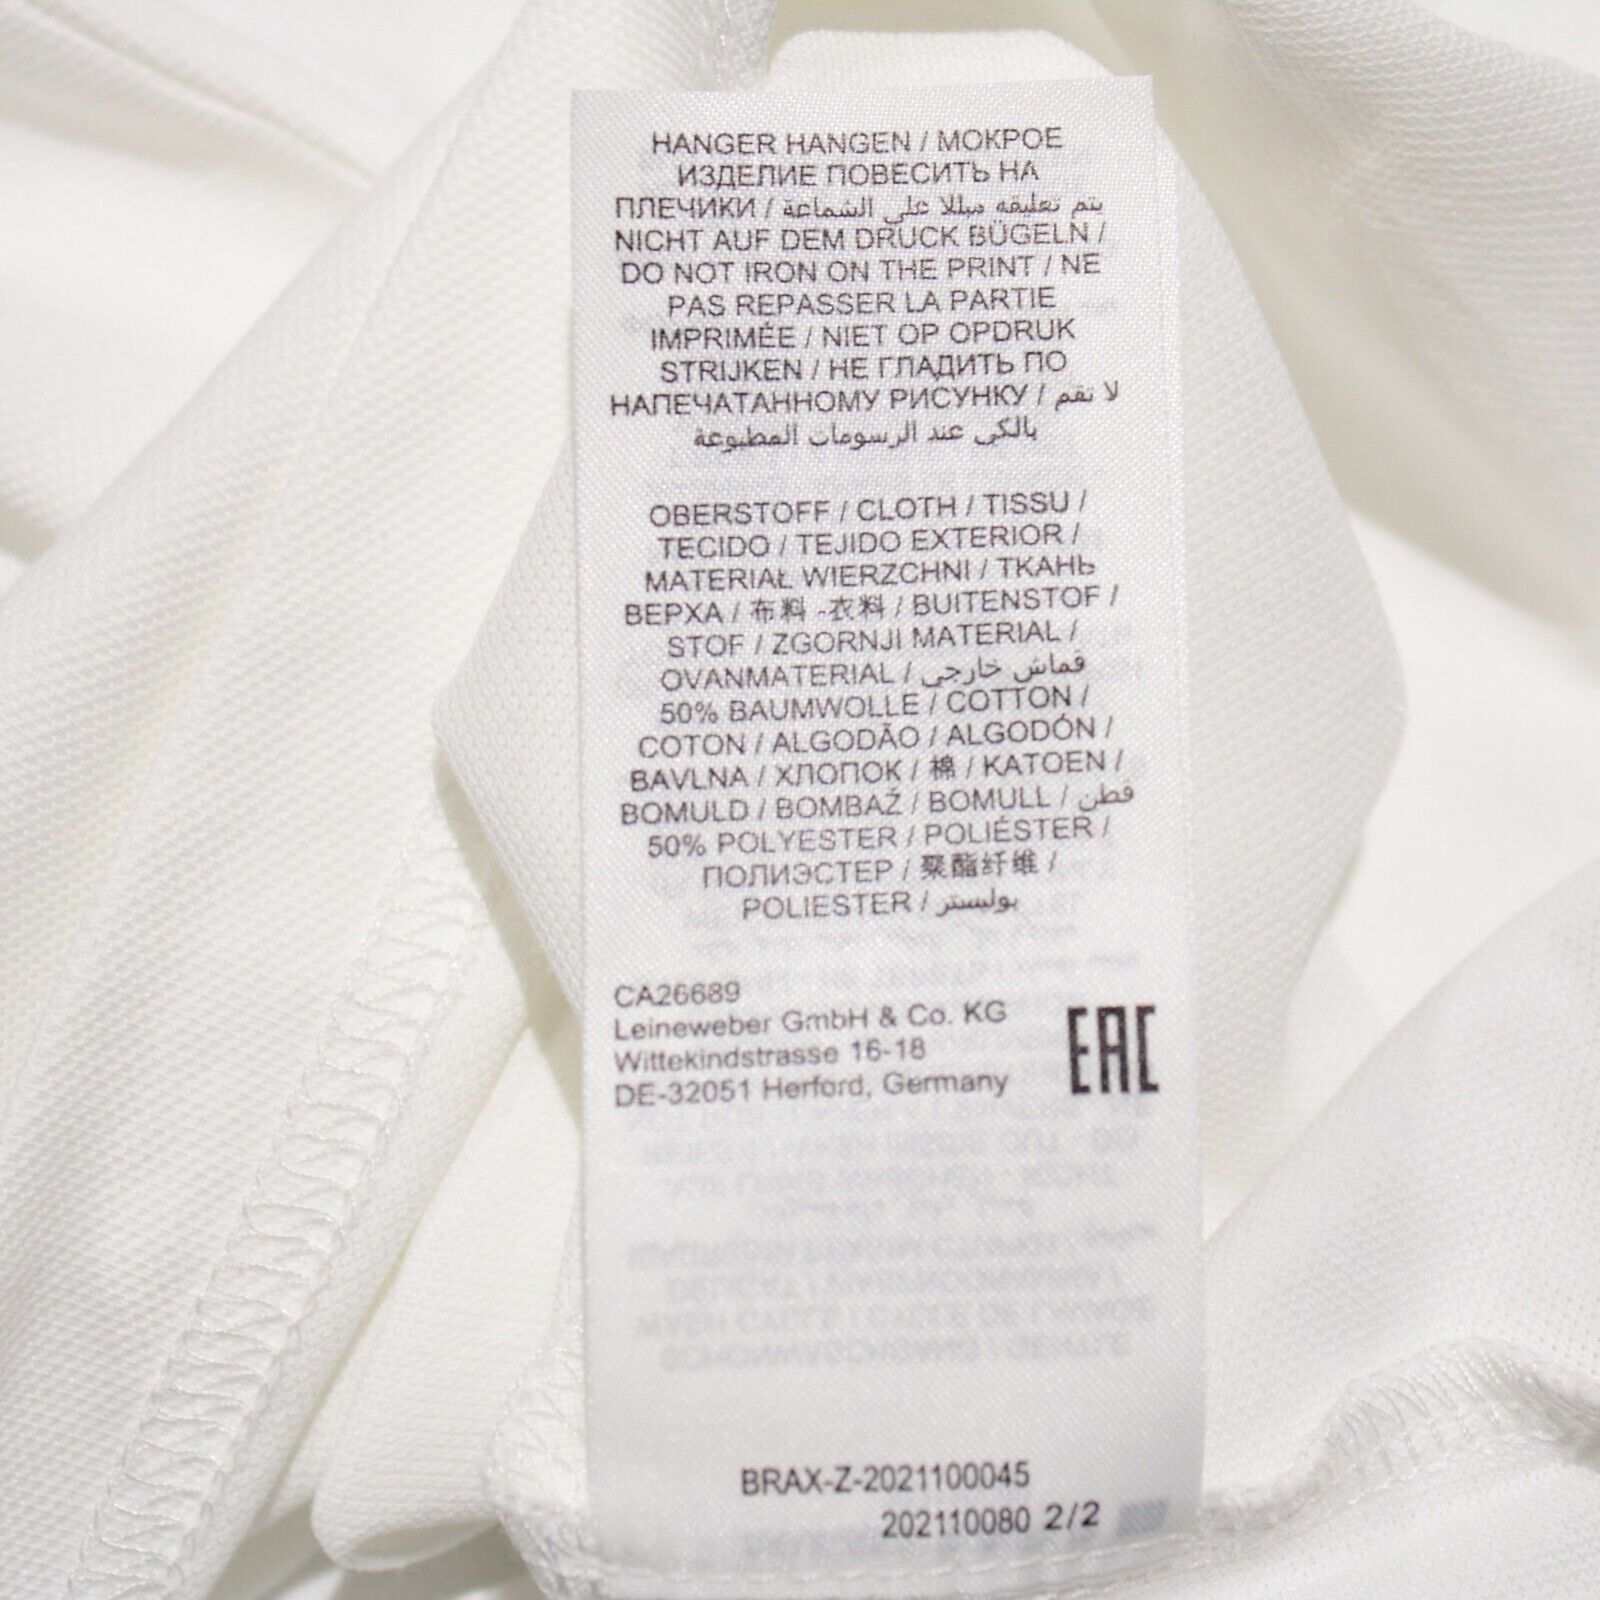 HANGER HANGEN / МОКРОЕ
ИЗДЕЛИЕ ПОВЕСИТЬ НА
ПЛЕЧИКИ / يتم تعليقه مبللا على الشماعة
NICHT AUF DEM DRUCK BÜGELN /
DO NOT IRON ON THE PRINT / NE
PAS REPASSER LA PARTIE
IMPRIMÉE / NIET OP OPDRUK
STRIJKEN / НЕ ГЛАДИТЬ ПО
НАПЕЧАТАННОМУ РИСУНКУ / لا تقم
بالكى عند الرسومات المطبوعة
OBERSTOFF / CLOTH / TISSU /
TECIDO / TEJIDO EXTERIOR /
MATERIAŁ WIERZCHNI / ТКАНЬ
ВЕРХА / 布料 -衣料 / BUITENSTOF /
STOF / ZGORNJI MATERIAL /
OVANMATERIAL / قماش خارجى
50% BAUMWOLLE / COTTON /
COTON / ALGODÃO / ALGODÓN /
BAVLNA / ХЛОПОК / 棉 / KATOEN /
BOMULD / BOMBAŽ / BOMULL / قطن
50% POLYESTER / POLIÉSTER /
ПОЛИЭСТЕР / 聚酯纤维 /
POLIESTER / بوليستر
CA26689
Leineweber GmbH & Co. KG
Wittekindstrasse 16-18
DE-32051 Herford, Germany
EAC
BRAX-Z-2021100045
202110080 2/2